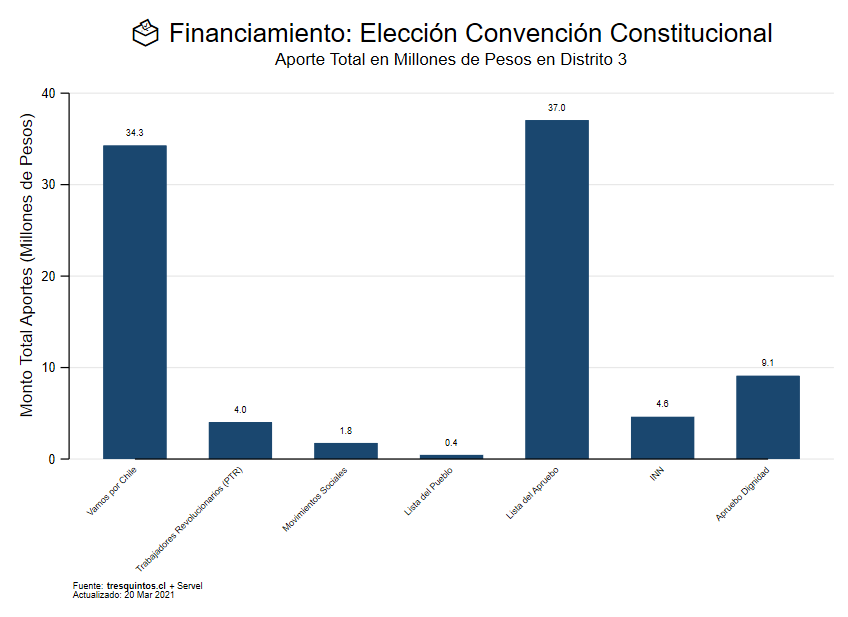 Financiamiento: Elección Convención Constitucional
Aporte Total en Millones de Pesos en Distrito 3
Monto Total Aportes (Millones de Pesos)
40
30
20
10
0
34.3
4.0
1.8
0.4
37.0
4.6
9.1
Vamos por Chile
Trabajadores Revolucionarios (PTR)
Movimientos Sociales
Lista del Pueblo
Lista del Apruebo
INN
Apruebo Dignidad
Fuente: tresquintos.cl + Servel
Actualizado: 20 Mar 2021